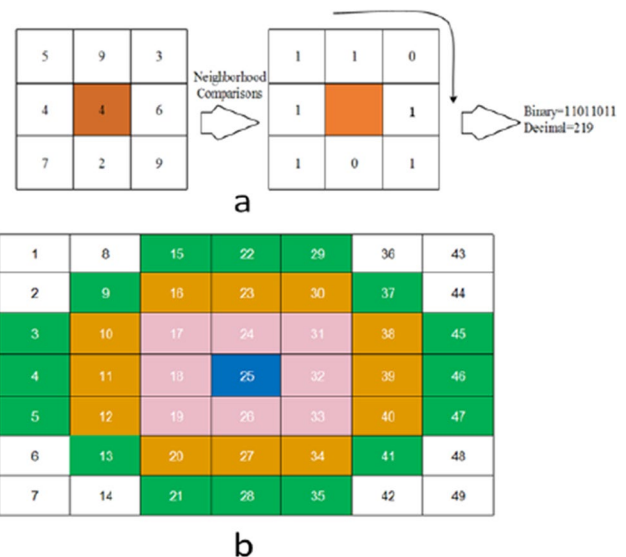 5 9 3
4 4 6
7 2 9
Neighborhood
Comparisons
1 1 0
1 1
1 0 1
Binary=11011011
Decimal=219
a
1 8 15 22 29 36 43
2 9 16 23 30 37 44
3 10 17 24 31 38 45
4 11 18 25 32 39 46
5 12 19 26 33 40 47
6 13 20 27 34 41 48
7 14 21 28 35 42 49
b